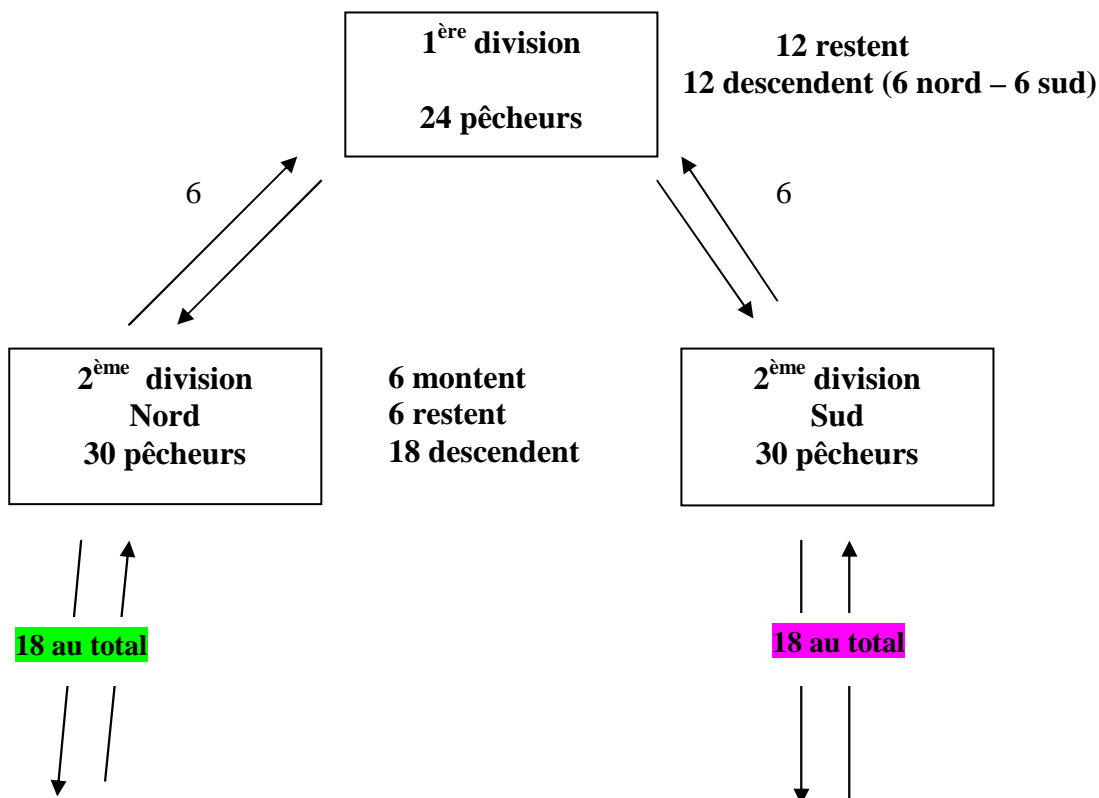 1ère division
24 pêcheurs
12 restent
12 descendent (6 nord – 6 sud)
6
6
2ème division
Nord
30 pêcheurs
6 montent
6 restent
18 descendent
2ème division
Sud
30 pêcheurs
18 au total
18 au total